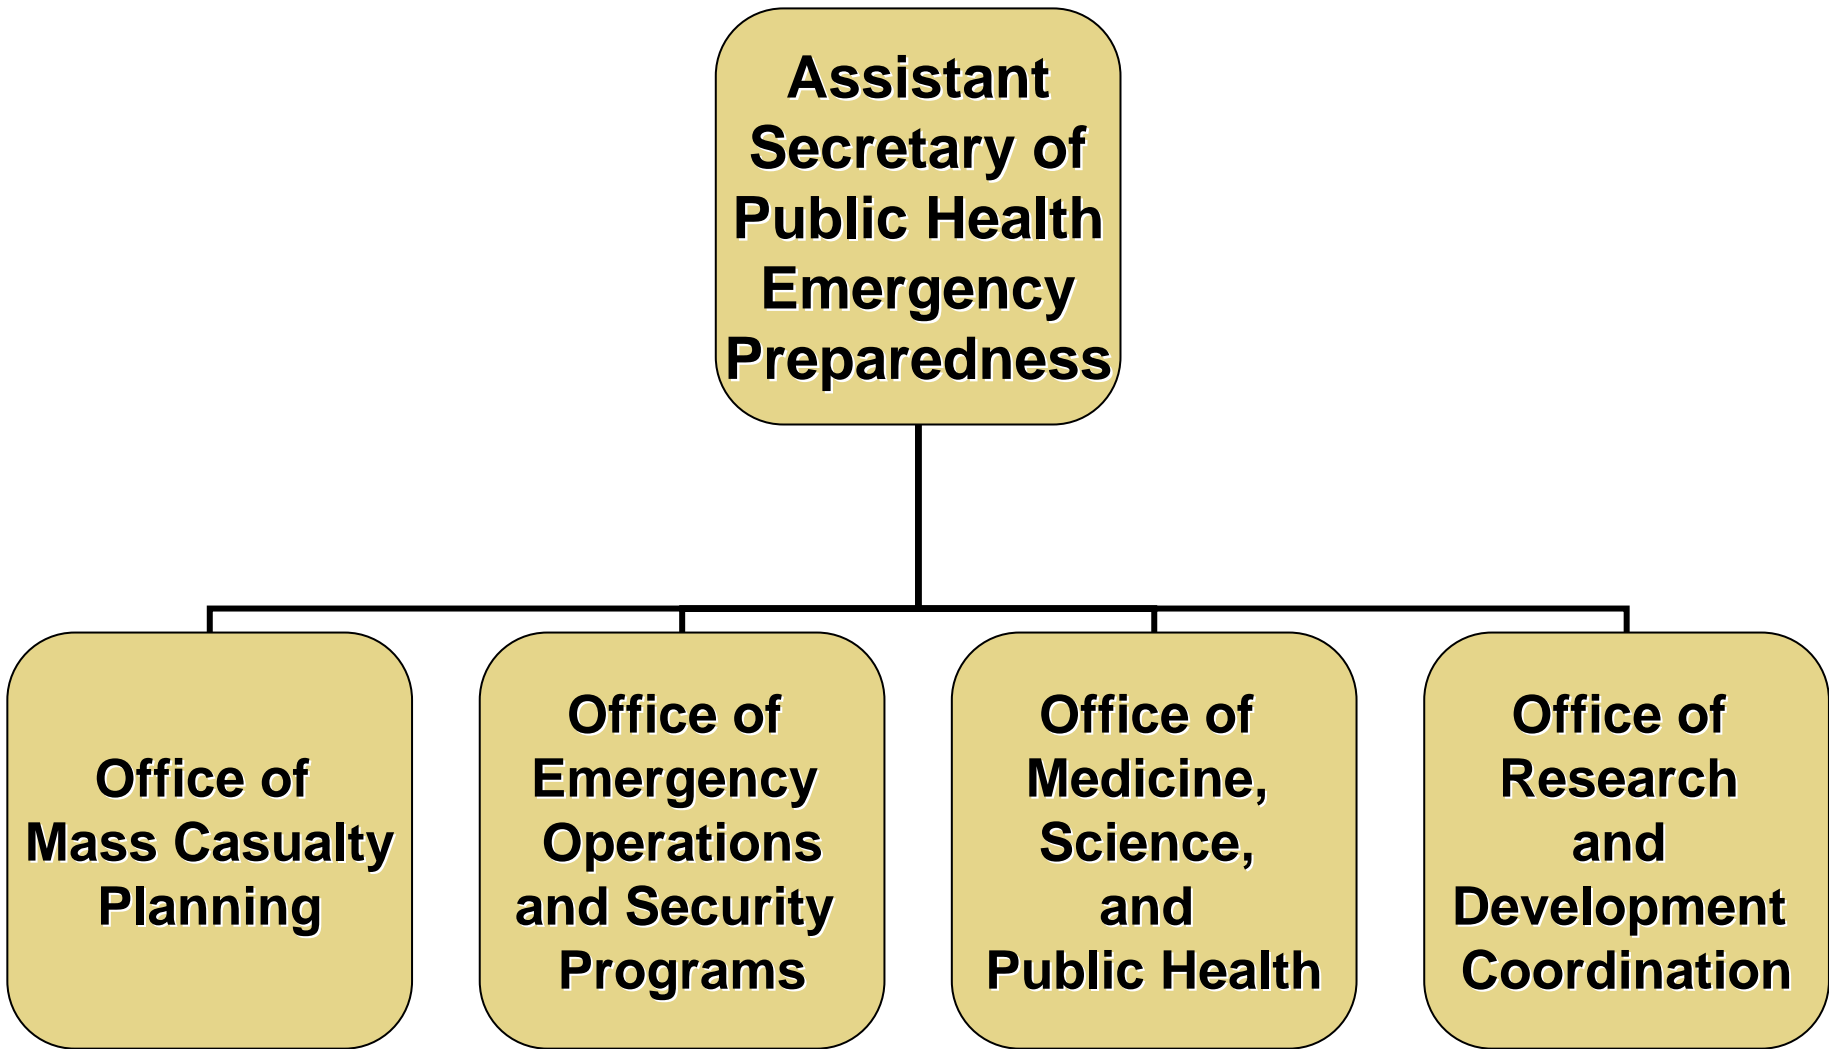 Assistant
Secretary of
Public Health
Emergency
Preparedness
Office of
Mass Casualty
Planning
Office of
Emergency
Operations
and Security
Programs
Office of
Medicine,
Science,
and
Public Health
Office of
Research
and
Development
Coordination